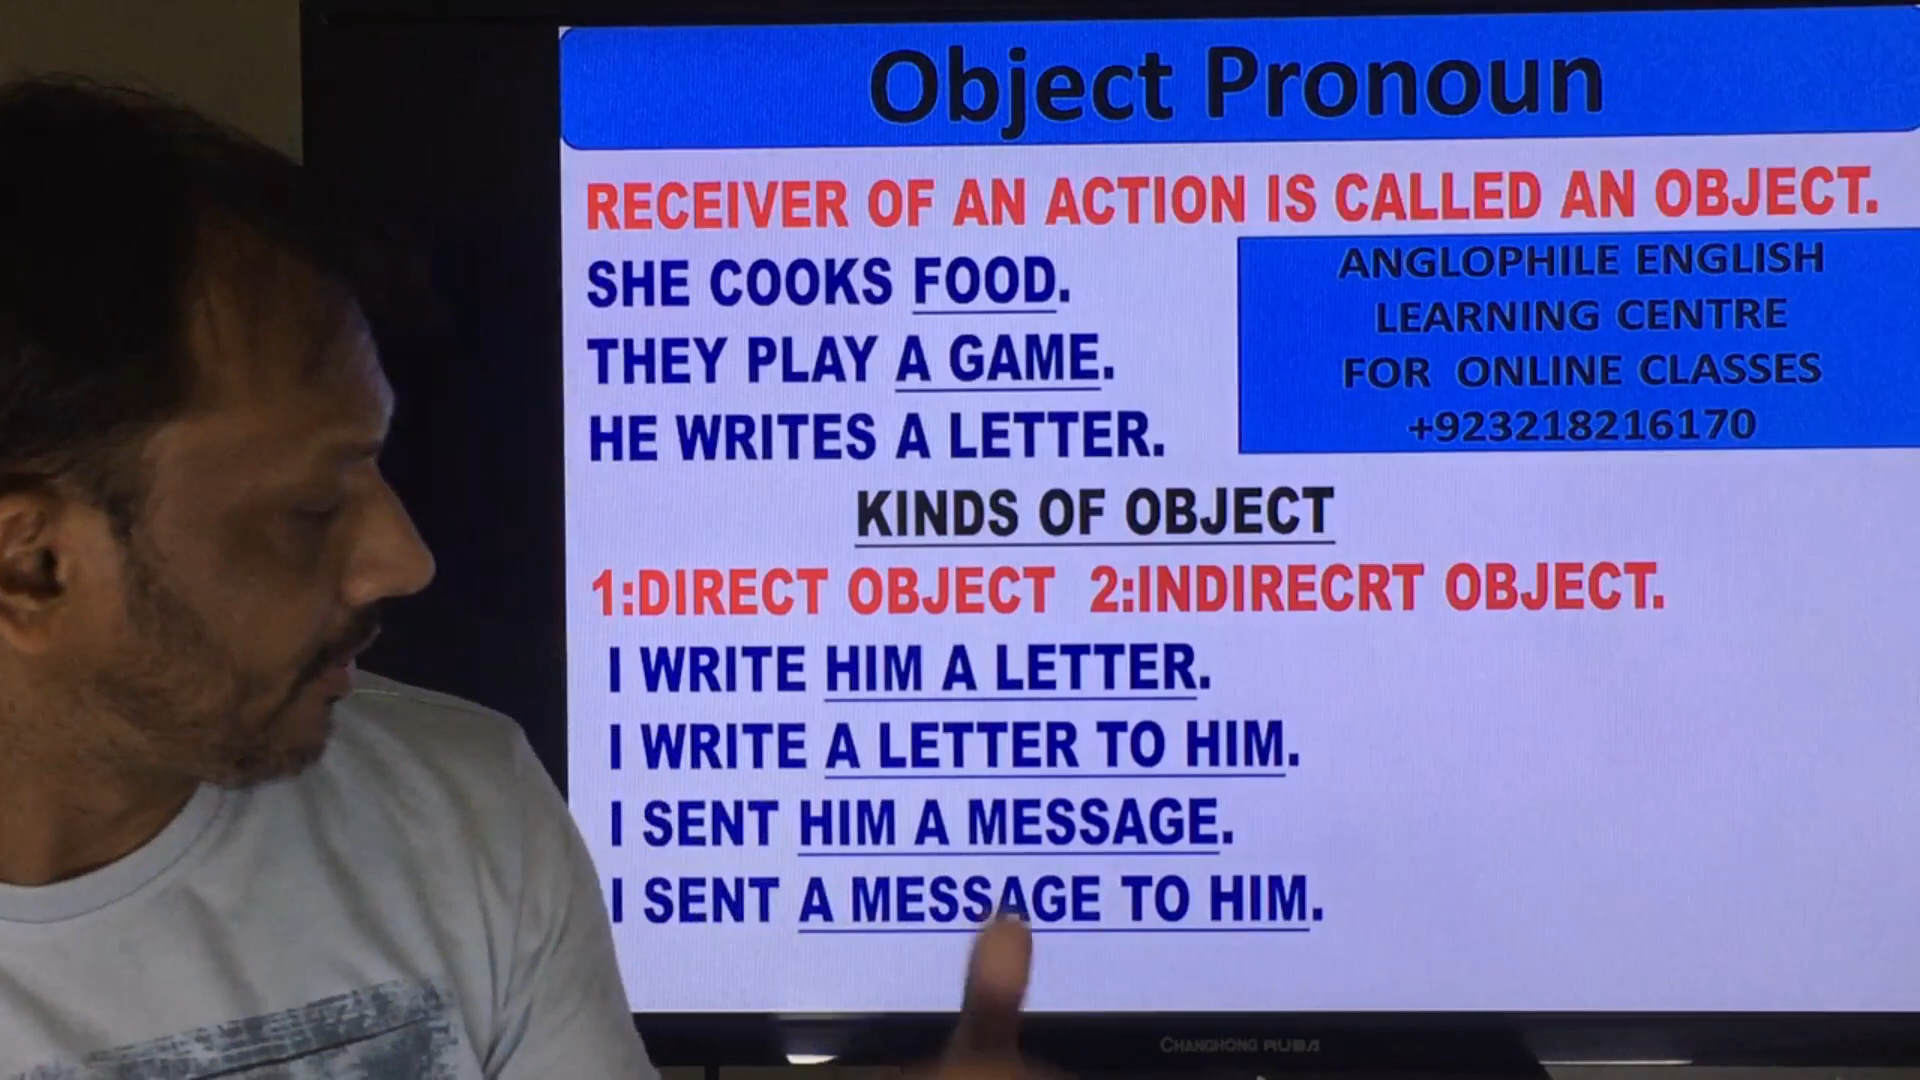 Object Pronoun
RECEIVER OF AN ACTION IS CALLED AN OBJECT.
SHE COOKS FOOD.
THEY PLAY A GAME.
HE WRITES A LETTER.
ANGLOPHILE ENGLISH
LEARNING CENTRE
FOR ONLINE CLASSES
+923218216170
KINDS OF OBJECT
1:DIRECT OBJECT 2:INDIRECRT OBJECT.
I WRITE HIM A LETTER.
I WRITE A LETTER TO HIM.
I SENT HIM A MESSAGE.
I SENT A MESSAGE TO HIM.
CHANGHONG RUBA